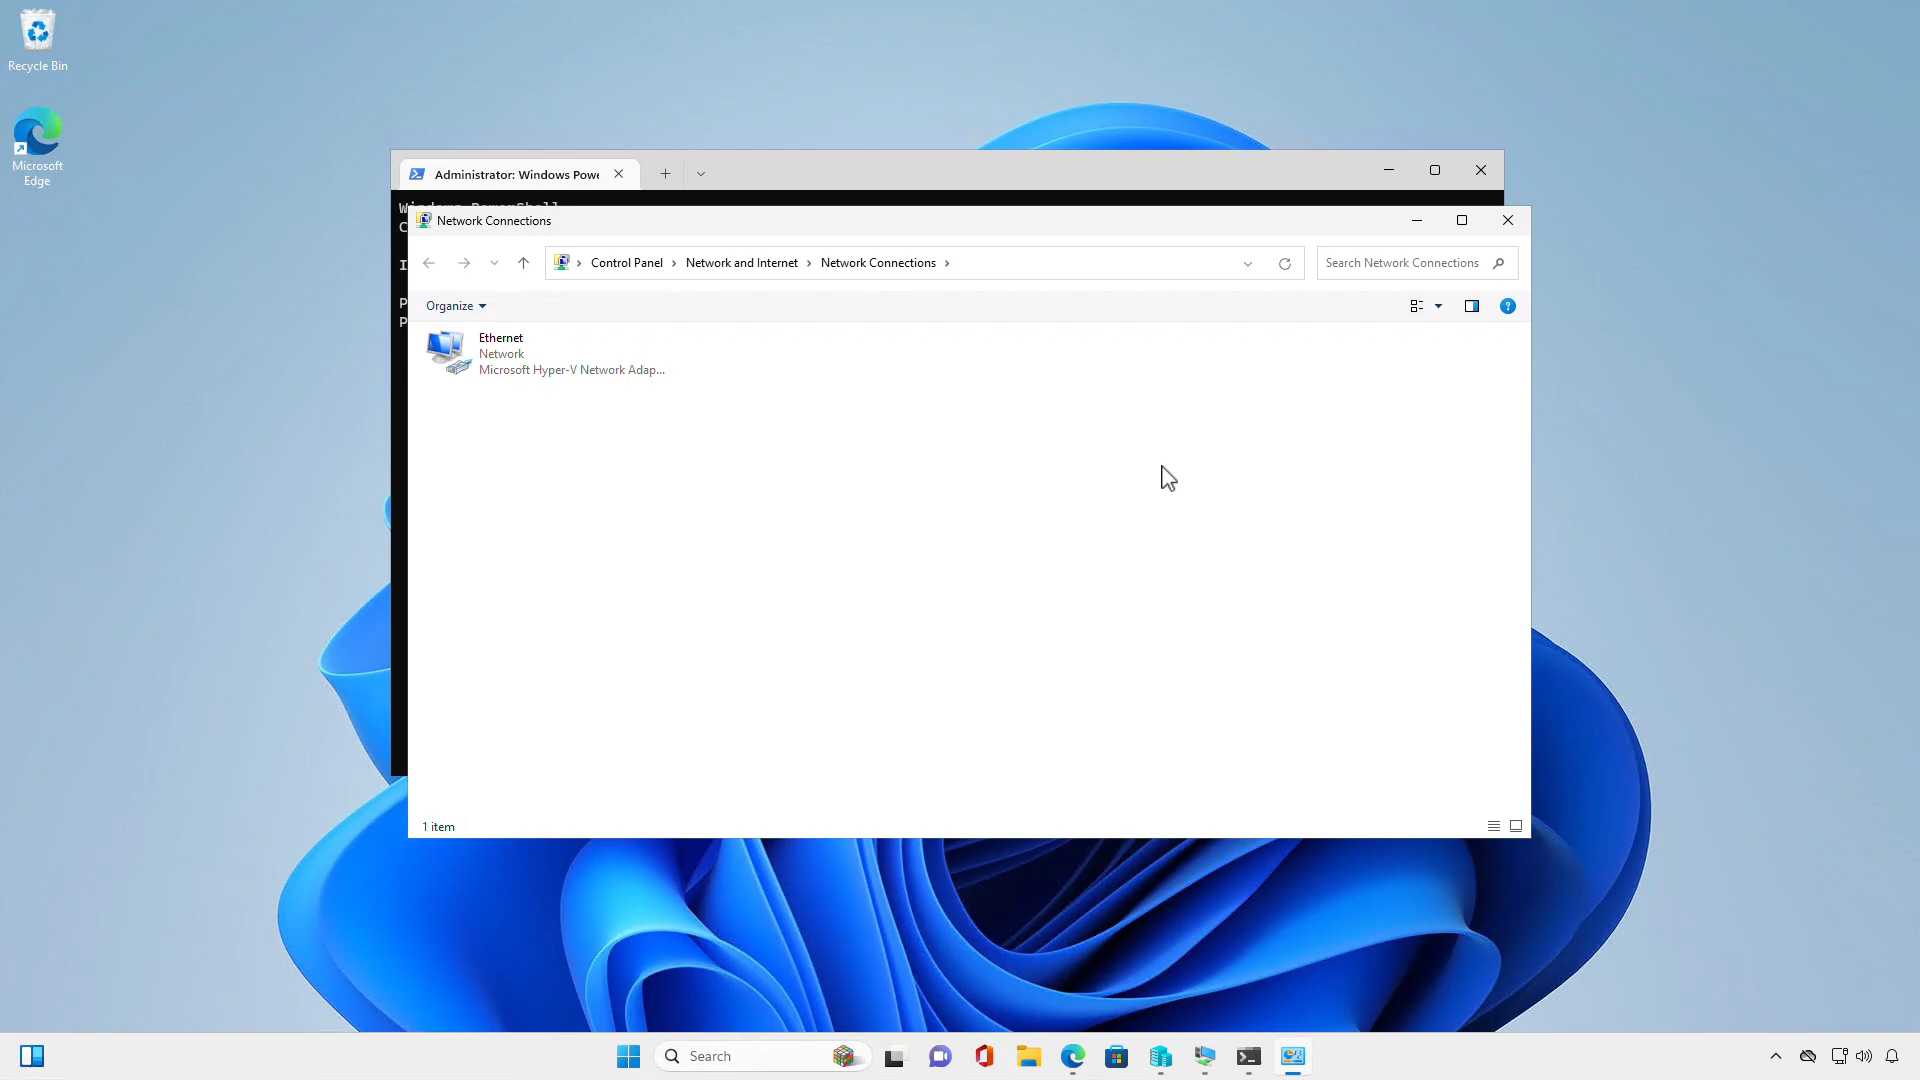 Recycle Bin
Microsoft
Edge
Administrator: Windows Powe
Network Connections
Control Panel
Network and Internet
Network Connections
Search Network Connections
Organize
Ethernet
Network
Microsoft Hyper-V Network Adap...
1 item
Search